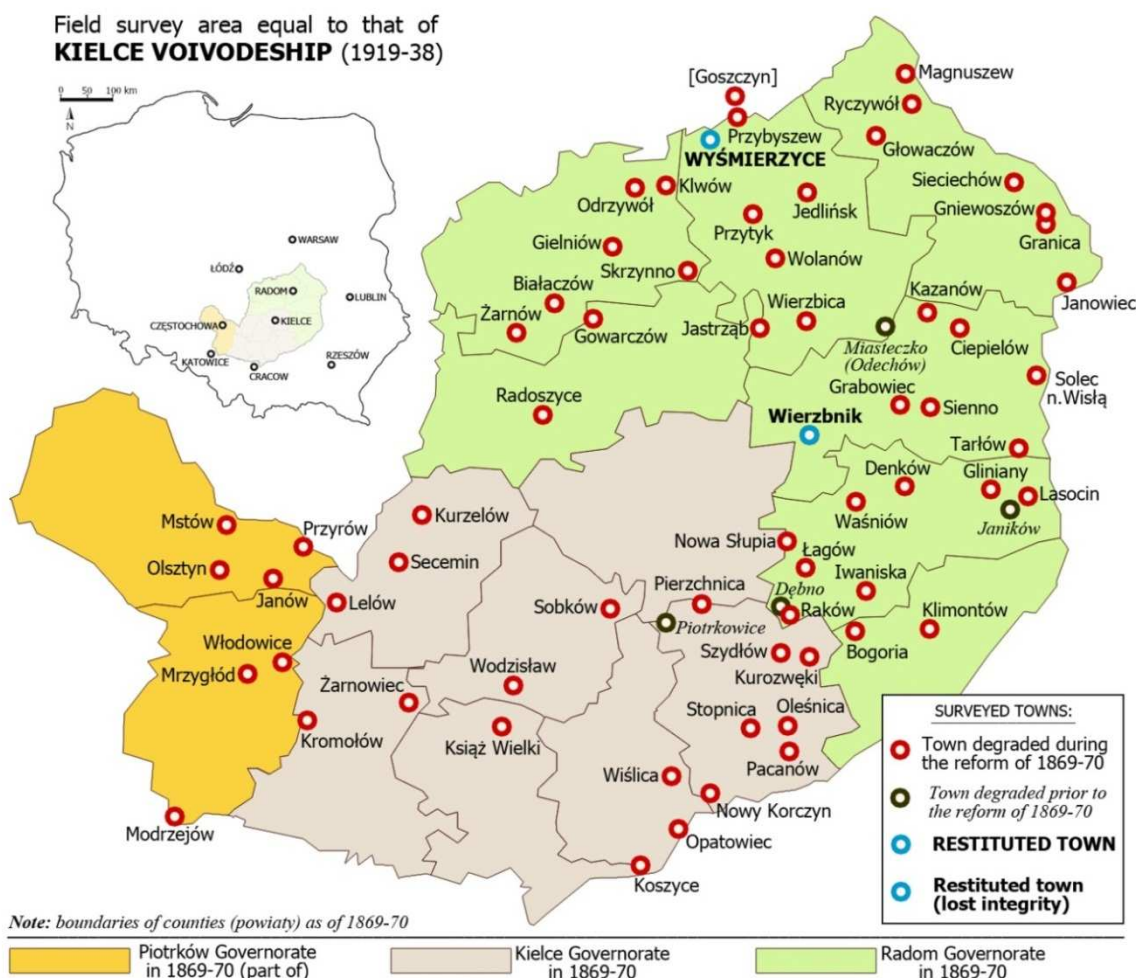 Field survey area equal to that of
KIELCE VOIVODESHIP (1919-38)
0 50 100 km
N
WARSAW
ŁÓDŹ
RADOM
LUBLIN
KIELCE
CZĘSTOCHOWA
KATOWICE
CRACOW
RZESZÓW
[Goszczyn]
Magnuszew
Ryczywół
Przybyszew
WYŚMIERZYCE
Głowaczów
Klwów
Odrzywół
Sieciechów
Jedlińsk
Gniewoszów
Przytyk
Granica
Gielniów
Wolanów
Skrzynno
Kazanów
Janowiec
Białaczów
Wierzbica
Żarnów
Gowarczów
Jastrząb
Miasteczko
(Odechów)
Ciepielów
Grabowiec
Solec
n.Wisłą
Radoszyce
Wierzbnik
Sienno
Tarłów
Denków
Gliniany
Lasocin
Waśniów
Janików
Mstów
Przyrów
Kurzelów
Nowa Słupia
Łagów
Olsztyn
Secemin
Iwaniska
Janów
Pierzchnica
Dębno
Lelów
Sobków
Raków
Klimontów
Piotrkowice
Włodowice
Szydłów
Bogoria
Mrzygłód
Wodzisław
Kurozwęki
Żarnowiec
Stopnica
Oleśnica
Kromołów
Książ Wielki
Pacanów
Wiślica
Nowy Korczyn
Modrzejów
Opatowiec
Koszyce
SURVEYED TOWNS:
Town degraded during
the reform of 1869-70
Town degraded prior to
the reform of 1869-70
RESTITUTED TOWN
Restituted town
(lost integrity)
Note: boundaries of counties (powiaty) as of 1869-70
Piotrków Governorate
in 1869-70 (part of)
Kielce Governorate
in 1869-70
Radom Governorate
in 1869-70